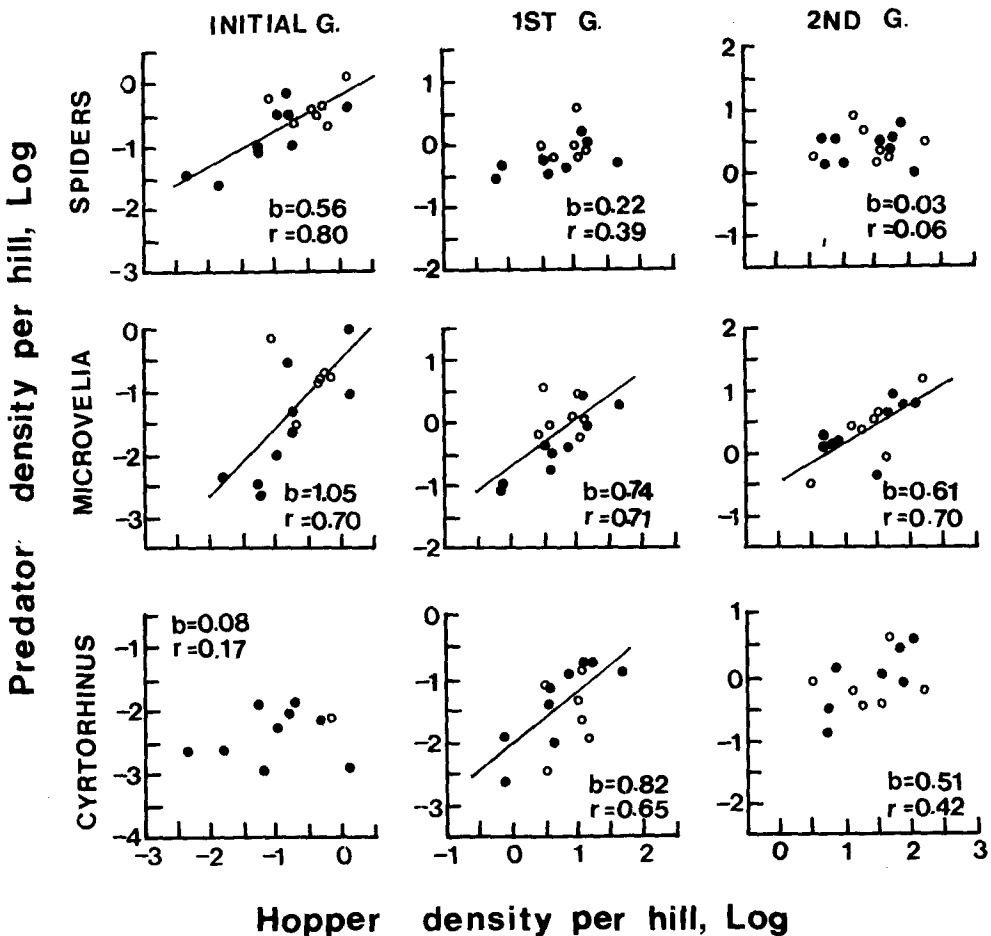 INITIAL G. 1ST G. 2ND G.
Predator density per hill, Log
SPIDERS
0
-1
-2
-3
b=0.56
r=0.80
1
0
-1
-2
b=0.22
r=0.39
2
1
0
-1
b=0.03
r=0.06
MICROVELIA
0
-1
-2
-3
b=1.05
r=0.70
1
0
-1
-2
b=0.74
r=0.71
2
1
0
-1
b=0.61
r=0.70
CYRTORHINUS
b=0.08
r=0.17
-1
-2
-3
-4
0
-1
-2
-3
b=0.82
r=0.65
1
0
-1
-2
b=0.51
r=0.42
-3 -2 -1 0
-1 0 1 2
0 1 2 3
Hopper density per hill, Log